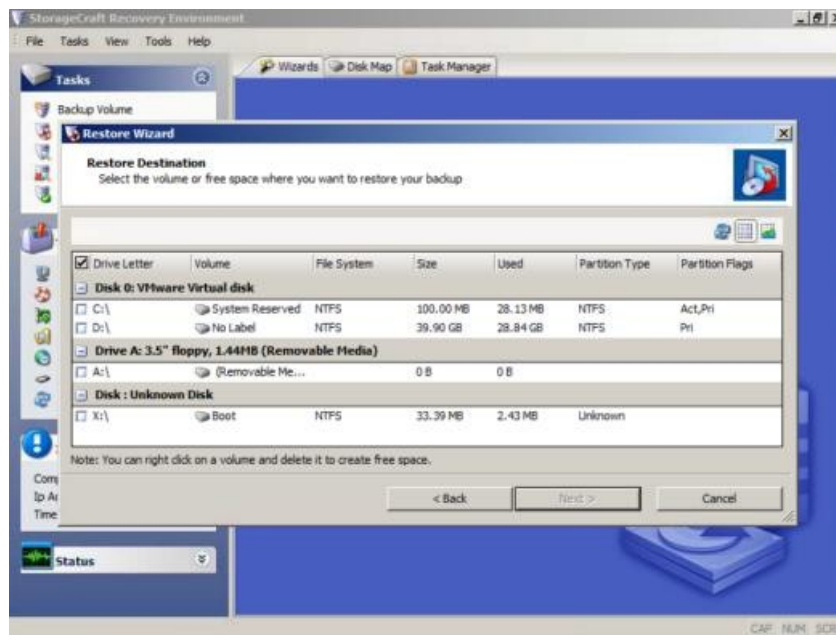 StorageCraft Recovery Environment
File Tasks View Tools Help
Tasks
Wizards Disk Map Task Manager
Backup Volume
Restore Wizard
Restore Destination
Select the volume or free space where you want to restore your backup
Drive Letter Volume File System Size Used Partition Type Partition Flags
Disk 0: VMware Virtual disk
C:\ System Reserved NTFS 100.00 MB 28.13 MB NTFS Act,Pri
D:\ No Label NTFS 39.90 GB 28.84 GB NTFS Pri
Drive A: 3.5" floppy, 1.44MB (Removable Media)
A:\ (Removable Me... 0 B 0 B
Disk : Unknown Disk
X:\ Boot NTFS 33.39 MB 2.43 MB Unknown
Note: You can right click on a volume and delete it to create free space.
< Back Next > Cancel
Com
Ip A
Time
Status
CAP NUM SCR